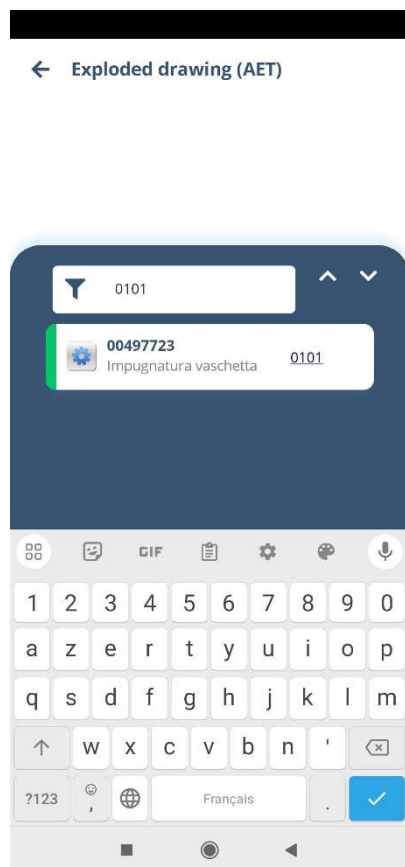 Exploded drawing (AET)
0101
00497723
Impugnatura vaschetta 0101
GIF
1 2 3 4 5 6 7 8 9 0
a z e r t y u i o p
q s d f g h j k l m
w x c v b n '
?123 , Français .